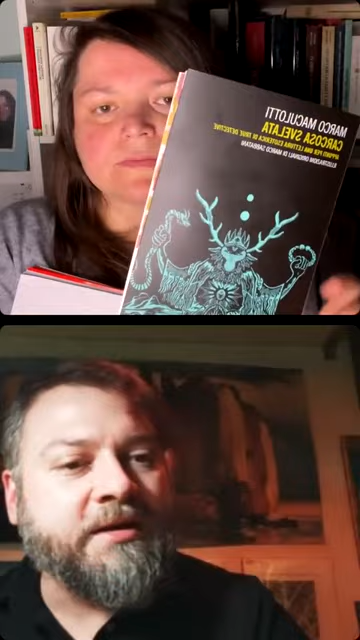 MARCO MACULOTTI
CARCOSA SVELATA
APPUNTI PER UNA LETTURA ESOTERICA DI TRUE DETECTIVE
ILLUSTRAZIONI ORIGINALI DI MARCO SABBATANI